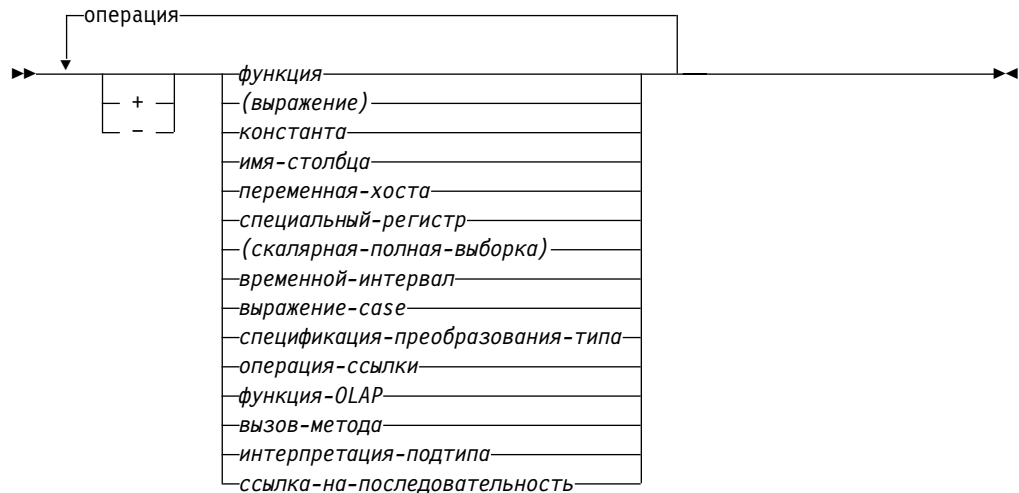 операция
функция
+
(выражение)
−
константа
имя-столбца
переменная-хоста
специальный-регистр
(скалярная-полная-выборка)
временной-интервал
выражение-case
спецификация-преобразования-типа
операция-ссылки
функция-OLAP
вызов-метода
интерпретация-подтипа
ссылка-на-последовательность